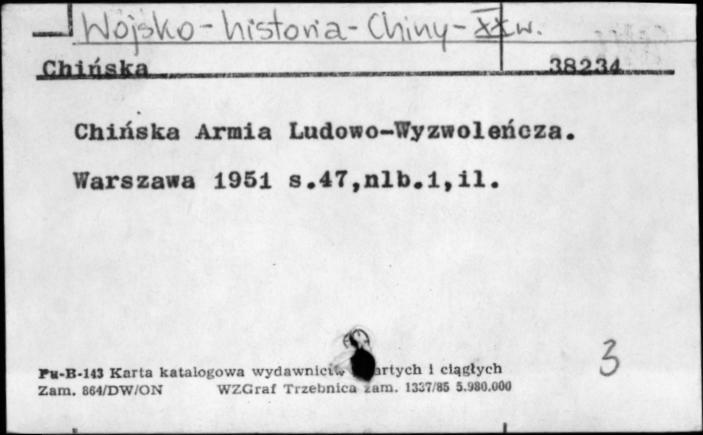 Wojsko - historia - Chiny - XX w.
Chińska 38234
Chińska Armia Ludowo-Wyzwoleńcza.
Warszawa 1951 s.47,nlb.1,il.
Pu-B-143 Karta katalogowa wydawnictw i ciągłych
3
Zam. 864/DW/ON WZGraf Trzebnica zam. 1337/85 5.980.000